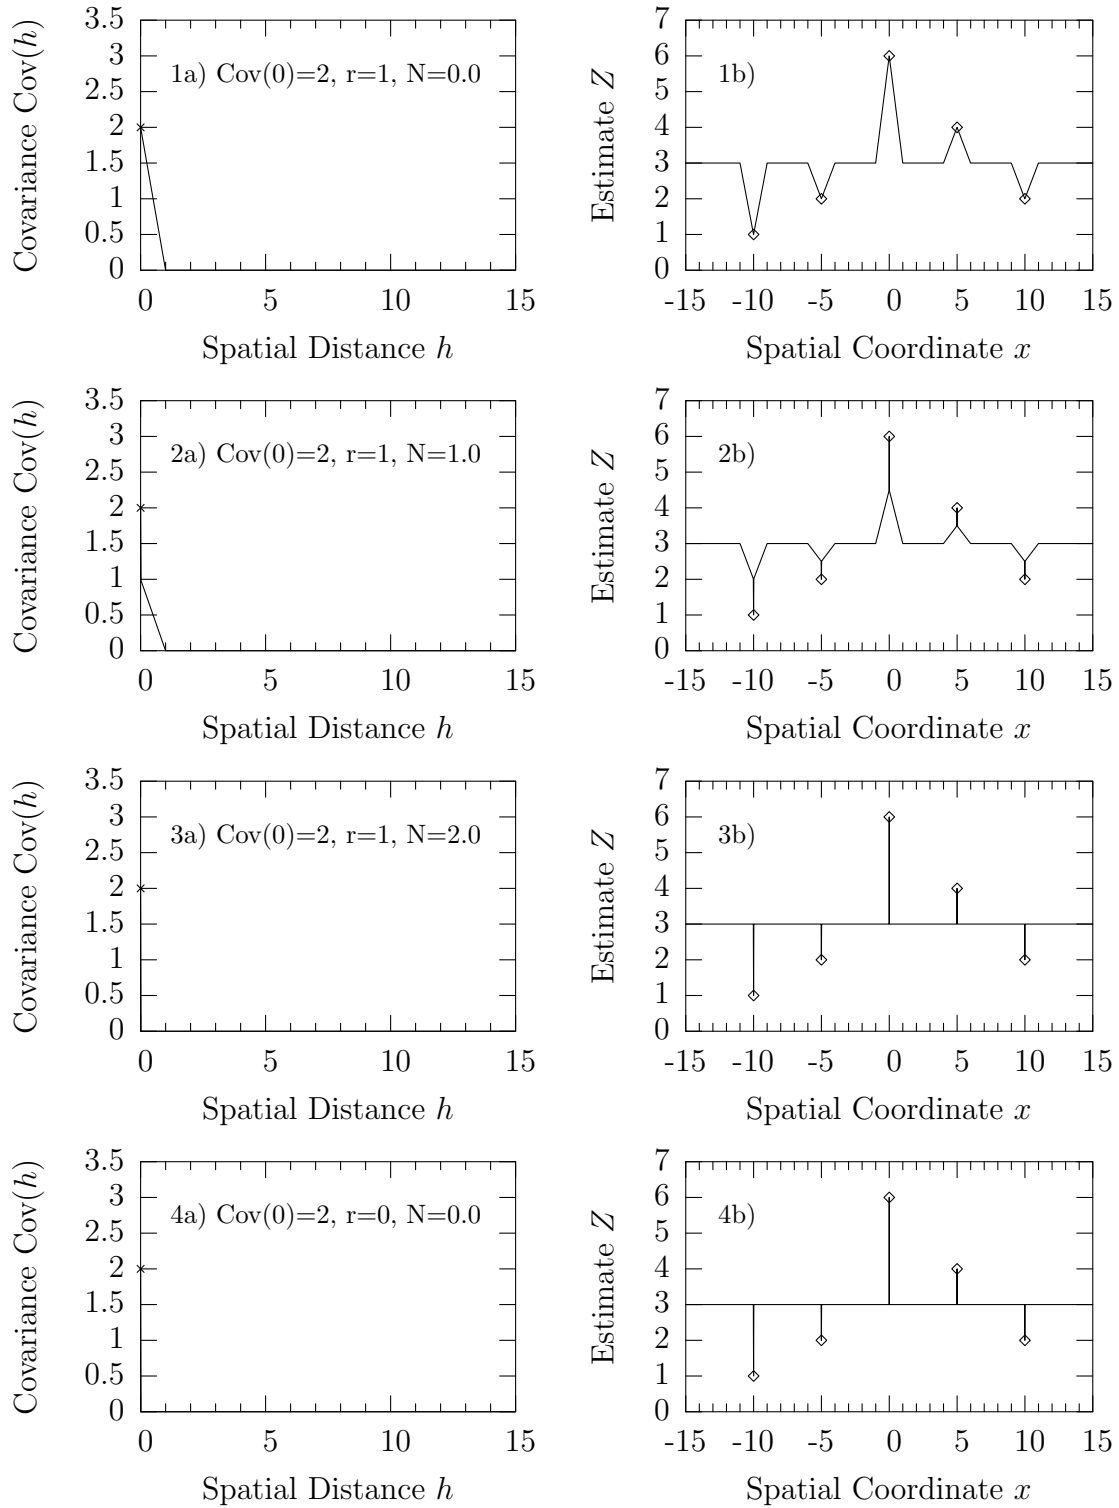 3.5
3
2.5
2
1.5
1
0.5
0
0 5 10 15
Covariance Cov(h)
Spatial Distance h
1a) Cov(0)=2, r=1, N=0.0
7
6
5
4
3
2
1
0
-15 -10 -5 0 5 10 15
Estimate Z
Spatial Coordinate x
1b)
3.5
3
2.5
2
1.5
1
0.5
0
0 5 10 15
Covariance Cov(h)
Spatial Distance h
2a) Cov(0)=2, r=1, N=1.0
7
6
5
4
3
2
1
0
-15 -10 -5 0 5 10 15
Estimate Z
Spatial Coordinate x
2b)
3.5
3
2.5
2
1.5
1
0.5
0
0 5 10 15
Covariance Cov(h)
Spatial Distance h
3a) Cov(0)=2, r=1, N=2.0
7
6
5
4
3
2
1
0
-15 -10 -5 0 5 10 15
Estimate Z
Spatial Coordinate x
3b)
3.5
3
2.5
2
1.5
1
0.5
0
0 5 10 15
Covariance Cov(h)
Spatial Distance h
4a) Cov(0)=2, r=0, N=0.0
7
6
5
4
3
2
1
0
-15 -10 -5 0 5 10 15
Estimate Z
Spatial Coordinate x
4b)